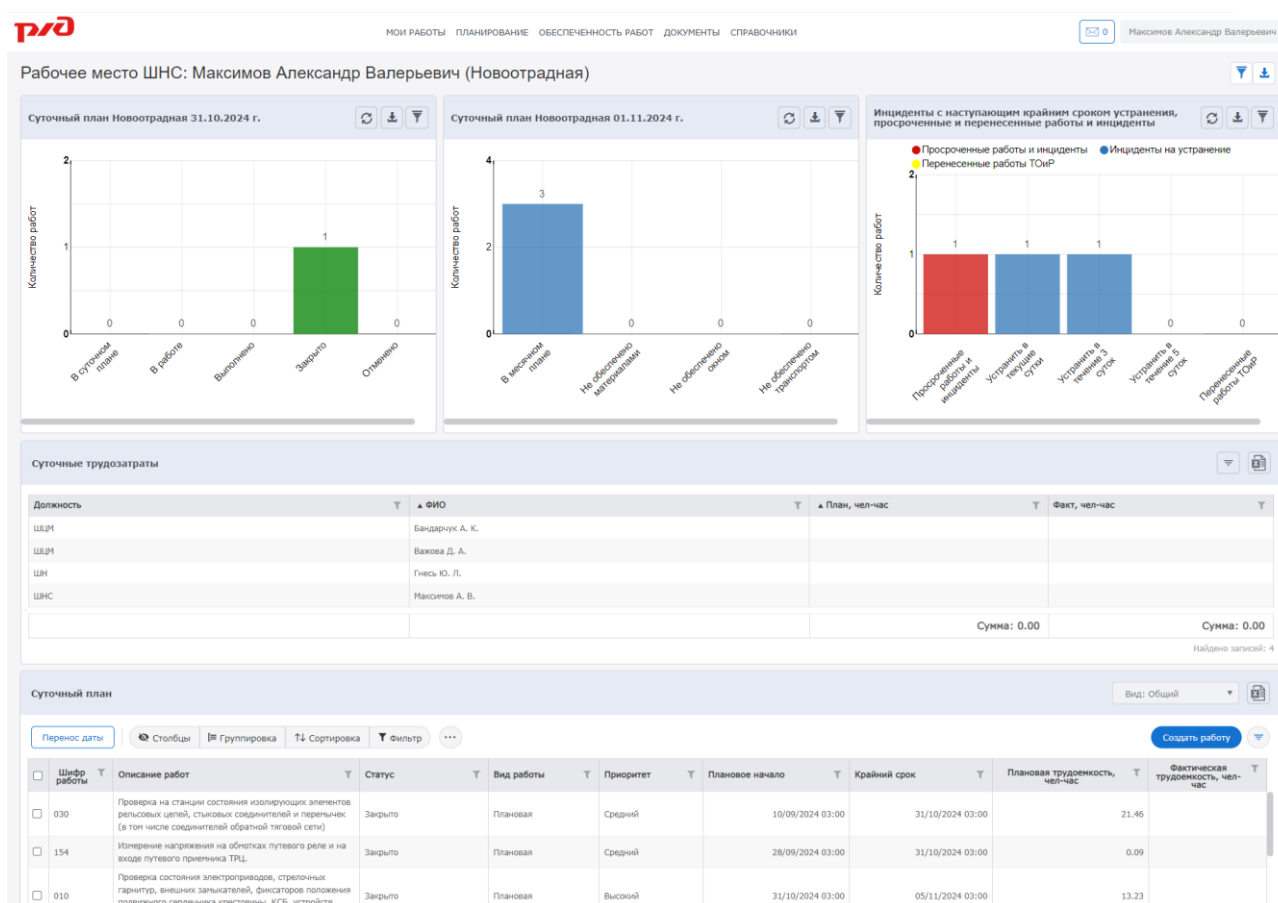 РЖД
МОИ РАБОТЫ ПЛАНИРОВАНИЕ ОБЕСПЕЧЕННОСТЬ РАБОТ ДОКУМЕНТЫ СПРАВОЧНИКИ
0
Максимов Александр Валерьевич
Рабочее место ШНС: Максимов Александр Валерьевич (Новоотрадная)
Суточный план Новоотрадная 31.10.2024 г.
2
1
0
Количество работ
0 0 0 1 0
В суточном плане
В работе
Выполнено
Закрыто
Отменено
Суточный план Новоотрадная 01.11.2024 г.
4
2
0
Количество работ
3 0 0 0
В месячном плане
Не обеспечено материалами
Не обеспечено окном
Не обеспечено транспортом
Инциденты с наступающим крайним сроком устранения,
просроченные и перенесенные работы и инциденты
Просроченные работы и инциденты Инциденты на устранение
Перенесенные работы ТОиР
2
1
0
Количество работ
1 1 1 0 0
Просроченные работы и инциденты
Устранить в текущие сутки
Устранить в течение 3 суток
Устранить в течение 5 суток
Перенесенные работы ТОиР
Суточные трудозатраты
Должность ▲ ФИО ▲ План, чел-час Факт, чел-час
ШЦМ Бандарчук А. К.
ШЦМ Важова Д. А.
ШН Гнесь Ю. Л.
ШНС Максимов А. В.
Сумма: 0.00 Сумма: 0.00
Найдено записей: 4
Суточный план
Вид: Общий
Перенос даты Столбцы Группировка Сортировка Фильтр ... Создать работу
Шифр работы Описание работ Статус Вид работы Приоритет Плановое начало Крайний срок Плановая трудоемкость, чел-час Фактическая трудоемкость, чел-час
Проверка на станции состояния изолирующих элементов
030 рельсовых цепей, стыковых соединителей и перемычек Закрыто Плановая Средний 10/09/2024 03:00 31/10/2024 03:00 21.46
(в том числе соединителей обратной тяговой сети)
Измерение напряжения на обмотках путевого реле и на
154 входе путевого приемника ТРЦ. Закрыто Плановая Средний 28/09/2024 03:00 31/10/2024 03:00 0.09
Проверка состояния электроприводов, стрелочных
010 гарнитур, внешних замыкателей, фиксаторов положения Закрыто Плановая Высокий 31/10/2024 03:00 05/11/2024 03:00 13.23
подвижного сердечника крестовины, КСБ, устройств